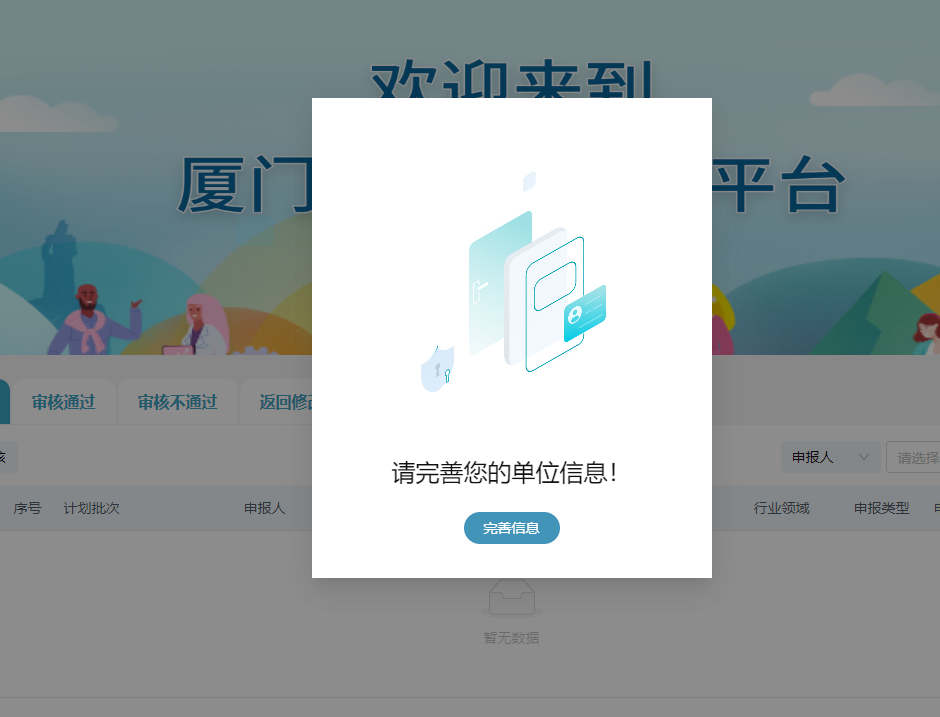 欢迎来到
厦门
平台
审核通过
审核不通过
返回修
申报人
请选择
序号
计划批次
申报人
行业领域
申报类型
请完善您的单位信息！
完善信息
暂无数据